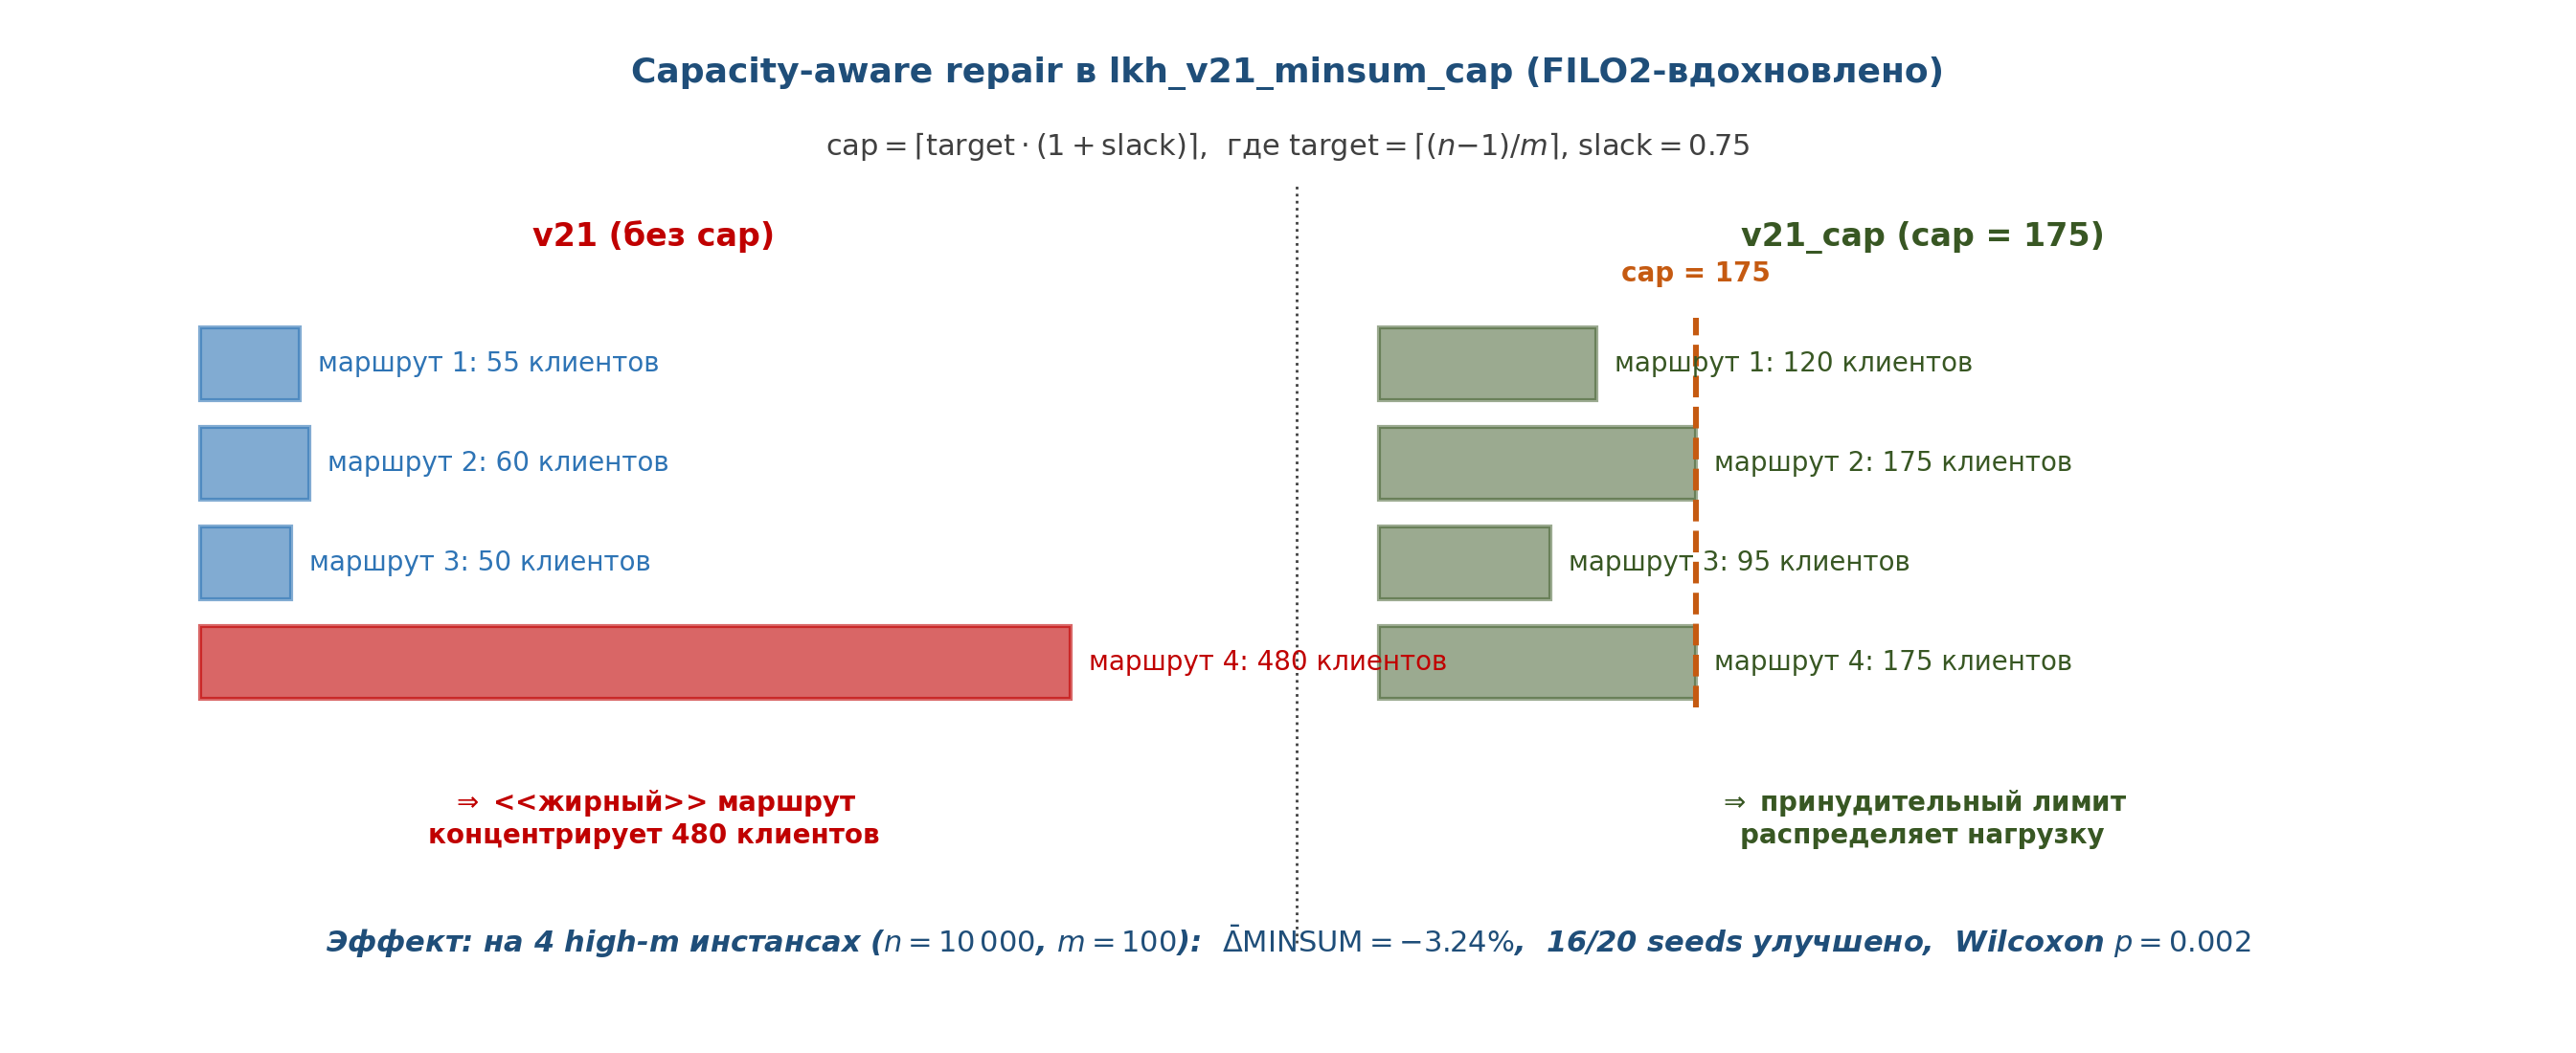 Capacity-aware repair в lkh_v21_minsum_cap (FILO2-вдохновлено)
cap = ⌈target · (1 + slack)⌉, где target = ⌈(n−1)/m⌉, slack = 0.75
v21 (без cap)
маршрут 1: 55 клиентов
маршрут 2: 60 клиентов
маршрут 3: 50 клиентов
маршрут 4: 480 клиентов
⇒ <<жирный>> маршрут
концентрирует 480 клиентов
v21_cap (cap = 175)
cap = 175
маршрут 1: 120 клиентов
маршрут 2: 175 клиентов
маршрут 3: 95 клиентов
маршрут 4: 175 клиентов
⇒ принудительный лимит
распределяет нагрузку
Эффект: на 4 high-m инстансах (n = 10 000, m = 100): Δ̄MINSUM = −3.24%, 16/20 seeds улучшено, Wilcoxon p = 0.002